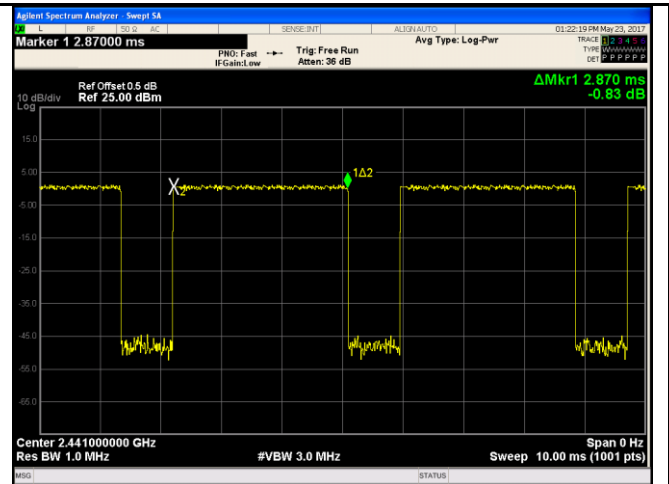 Agilent Spectrum Analyzer - Swept SA
L RF 50 Ω AC SENSE:INT ALIGN AUTO 01:22:19 PM May 23, 2017
Marker 1 2.87000 ms
PNO: Fast Trig: Free Run
IFGain:Low Atten: 36 dB
Avg Type: Log-Pwr
TRACE 1 2 3 4 5 6
TYPE W
DET P P P P P P
ΔMkr1 2.870 ms
-0.83 dB
Ref Offset 0.5 dB
10 dB/div Ref 25.00 dBm
Log
15.0
5.00
-5.00
-15.0
-25.0
-35.0
-45.0
-55.0
-65.0
X2
1Δ2
Center 2.441000000 GHz Span 0 Hz
Res BW 1.0 MHz #VBW 3.0 MHz Sweep 10.00 ms (1001 pts)
MSG STATUS